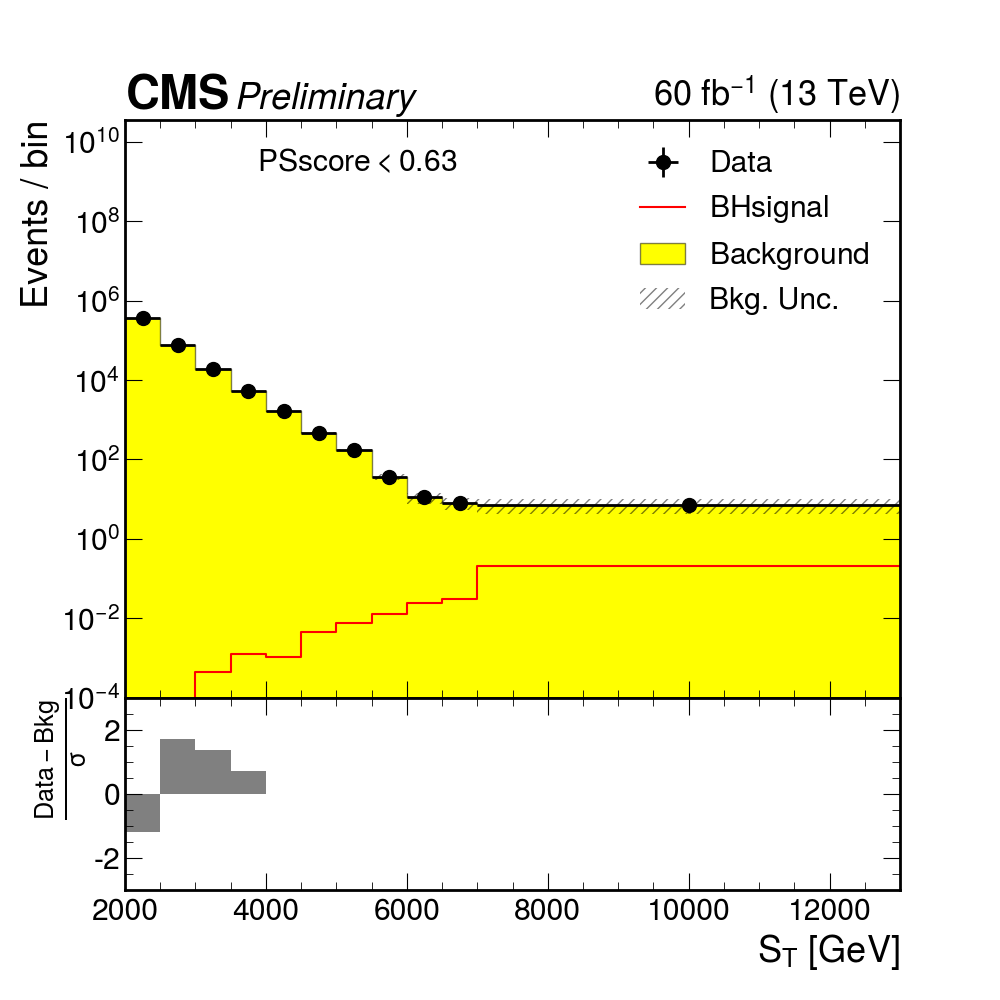 CMS Preliminary 60 fb⁻¹ (13 TeV)
Events / bin
PSscore < 0.63
Data
BHsignal
Background
Bkg. Unc.
10¹⁰
10⁸
10⁶
10⁴
10²
10⁰
10⁻²
10⁻⁴
Data – Bkg
σ
2
0
-2
2000 4000 6000 8000 10000 12000
S_T [GeV]